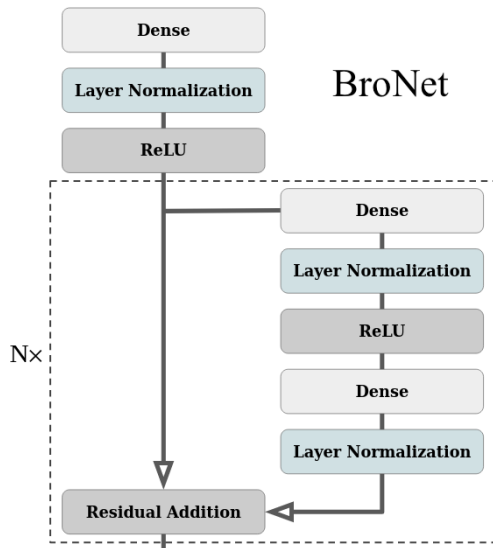 Dense
Layer Normalization
BroNet
ReLU
Dense
Layer Normalization
ReLU
N×
Dense
Layer Normalization
Residual Addition